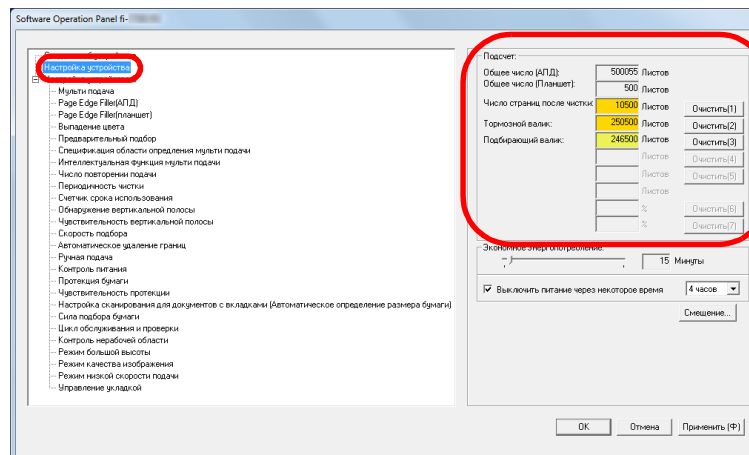 Software Operation Panel fi-
Настройка устройства
Мульти подача
Page Edge Filler(АПД)
Page Edge Filler(планшет)
Выпадение цвета
Предварительный подбор
Спецификация области опредления мульти подачи
Интеллектуальная функция мульти подачи
Число повторении подачи
Периодичность чистки
Счетчик срока использования
Обнаружение вертикальной полосы
Чувствительность вертикальной полосы
Скорость подбора
Автоматическое удаление границ
Ручная подача
Контроль питания
Протекция бумаги
Чувствительность протекции
Настройка сканирования для документов с вкладками (Автоматическое определение размера бумаги)
Сила подбора бумаги
Цикл обслуживания и проверки
Контроль нерабочей области
Режим большой высоты
Режим качества изображения
Режим низкой скорости подачи
Управление укладкой
Подсчет:
Общее число (АПД): 500055 Листов
Общее число (Планшет): 500 Листов
Число страниц после чистки: 10500 Листов Очистить(1)
Тормозной валик: 250500 Листов Очистить(2)
Подбирающий валик: 246500 Листов Очистить(3)
Листов Очистить(4)
Листов Очистить(5)
Листов
% Очистить(6)
% Очистить(7)
Экономное энергопотребление:
15 Минуты
Выключить питание через некоторое время 4 часов
Смещение...
OK Отмена Применить (Ф)